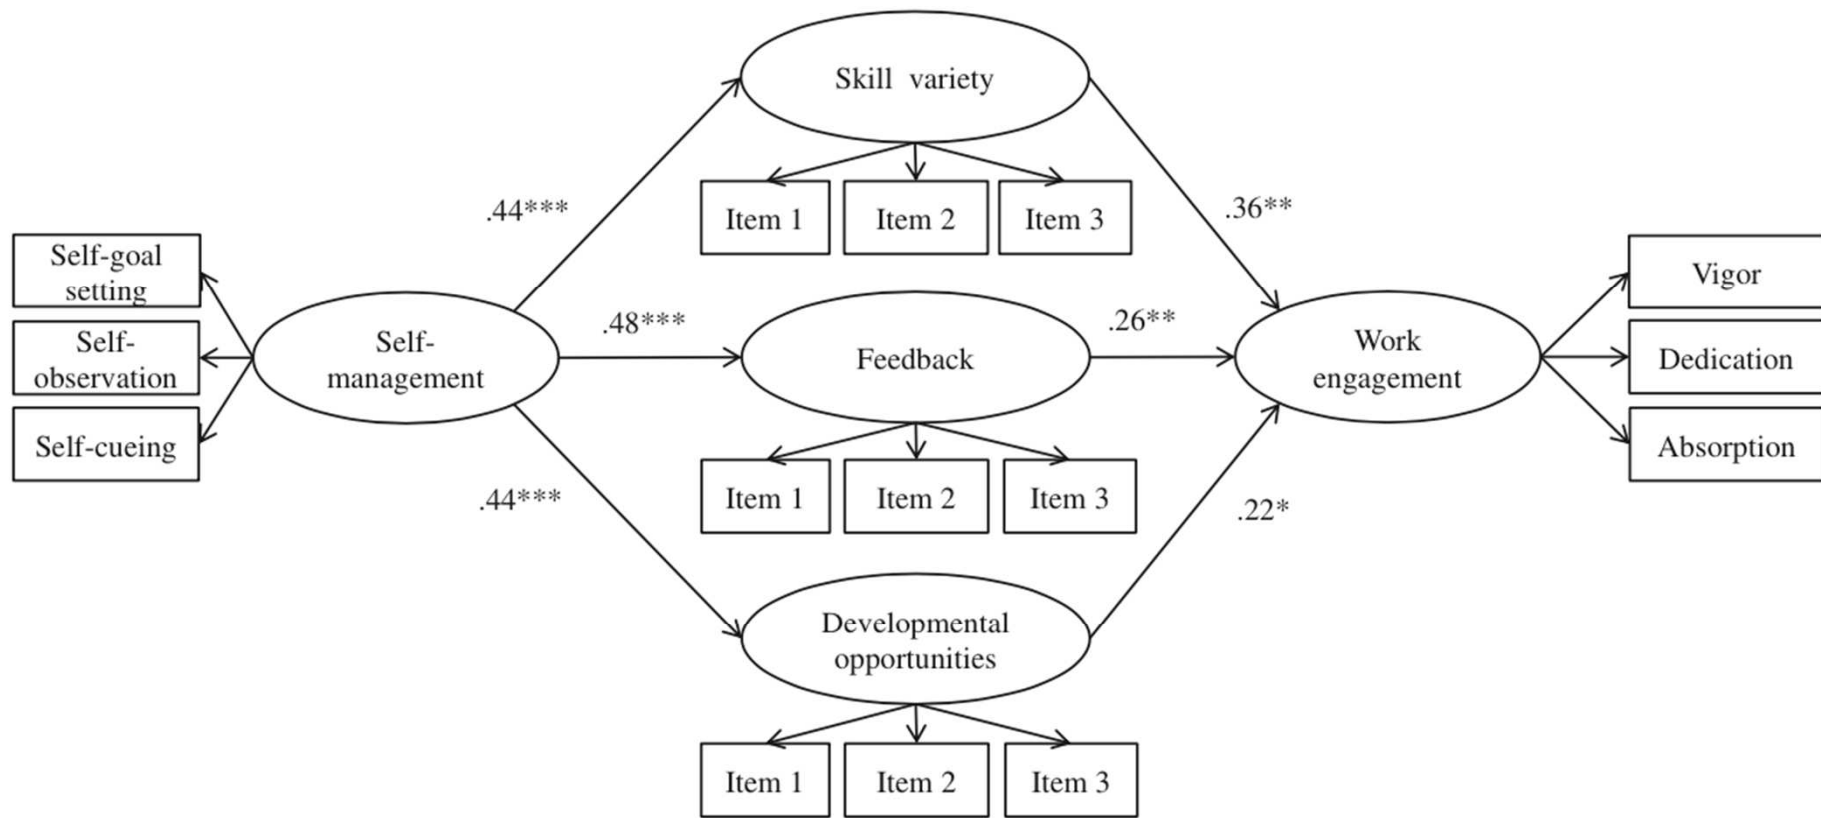 Skill variety
.44***
Item 1
Item 2
Item 3
.36**
Self-goal
setting
Self-
observation
Self-cueing
Self-
management
.48***
Feedback
.26**
Work
engagement
Vigor
Dedication
Absorption
Item 1
Item 2
Item 3
.44***
.22*
Developmental
opportunities
Item 1
Item 2
Item 3